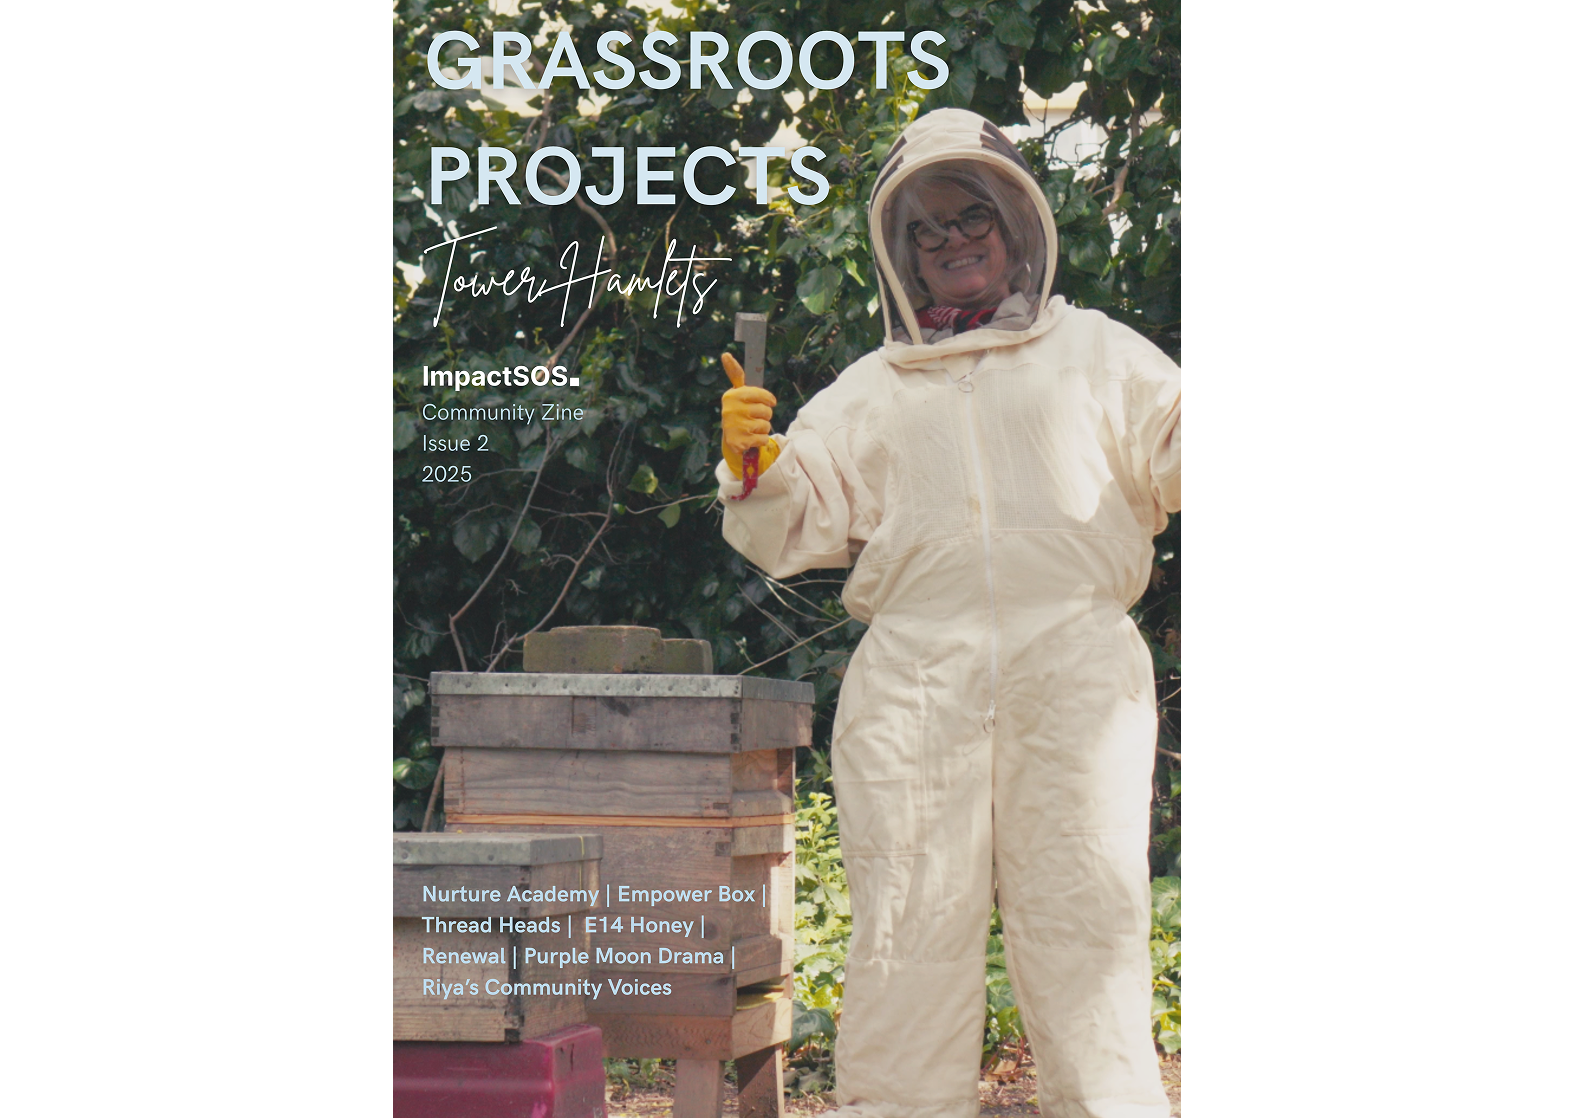 GRASSROOTS
PROJECTS
Tower Hamlets
ImpactSOS.
Community Zine
Issue 2
2025
Nurture Academy | Empower Box |
Thread Heads | E14 Honey |
Renewal | Purple Moon Drama |
Riya’s Community Voices